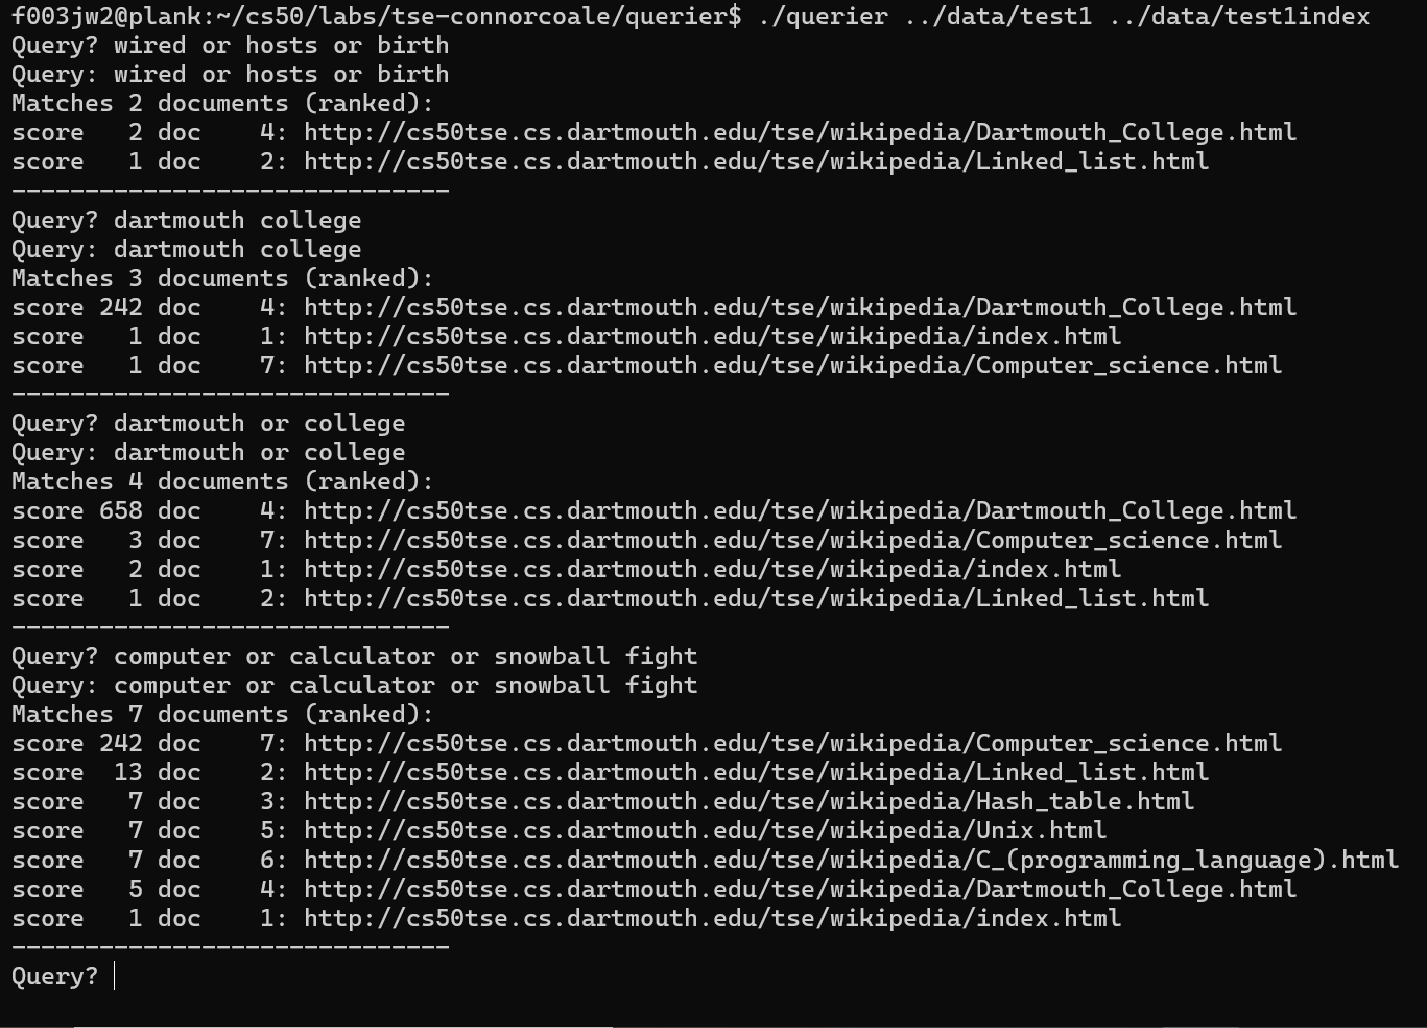 f003jw2@plank:~/cs50/labs/tse-connorcoale/querier$ ./querier ../data/test1 ../data/test1index
Query? wired or hosts or birth
Query: wired or hosts or birth
Matches 2 documents (ranked):
score   2 doc    4: http://cs50tse.cs.dartmouth.edu/tse/wikipedia/Dartmouth_College.html
score   1 doc    2: http://cs50tse.cs.dartmouth.edu/tse/wikipedia/Linked_list.html
------------------------------
Query? dartmouth college
Query: dartmouth college
Matches 3 documents (ranked):
score 242 doc    4: http://cs50tse.cs.dartmouth.edu/tse/wikipedia/Dartmouth_College.html
score   1 doc    1: http://cs50tse.cs.dartmouth.edu/tse/wikipedia/index.html
score   1 doc    7: http://cs50tse.cs.dartmouth.edu/tse/wikipedia/Computer_science.html
------------------------------
Query? dartmouth or college
Query: dartmouth or college
Matches 4 documents (ranked):
score 658 doc    4: http://cs50tse.cs.dartmouth.edu/tse/wikipedia/Dartmouth_College.html
score   3 doc    7: http://cs50tse.cs.dartmouth.edu/tse/wikipedia/Computer_science.html
score   2 doc    1: http://cs50tse.cs.dartmouth.edu/tse/wikipedia/index.html
score   1 doc    2: http://cs50tse.cs.dartmouth.edu/tse/wikipedia/Linked_list.html
------------------------------
Query? computer or calculator or snowball fight
Query: computer or calculator or snowball fight
Matches 7 documents (ranked):
score 242 doc    7: http://cs50tse.cs.dartmouth.edu/tse/wikipedia/Computer_science.html
score  13 doc    2: http://cs50tse.cs.dartmouth.edu/tse/wikipedia/Linked_list.html
score   7 doc    3: http://cs50tse.cs.dartmouth.edu/tse/wikipedia/Hash_table.html
score   7 doc    5: http://cs50tse.cs.dartmouth.edu/tse/wikipedia/Unix.html
score   7 doc    6: http://cs50tse.cs.dartmouth.edu/tse/wikipedia/C_(programming_language).html
score   5 doc    4: http://cs50tse.cs.dartmouth.edu/tse/wikipedia/Dartmouth_College.html
score   1 doc    1: http://cs50tse.cs.dartmouth.edu/tse/wikipedia/index.html
------------------------------
Query?